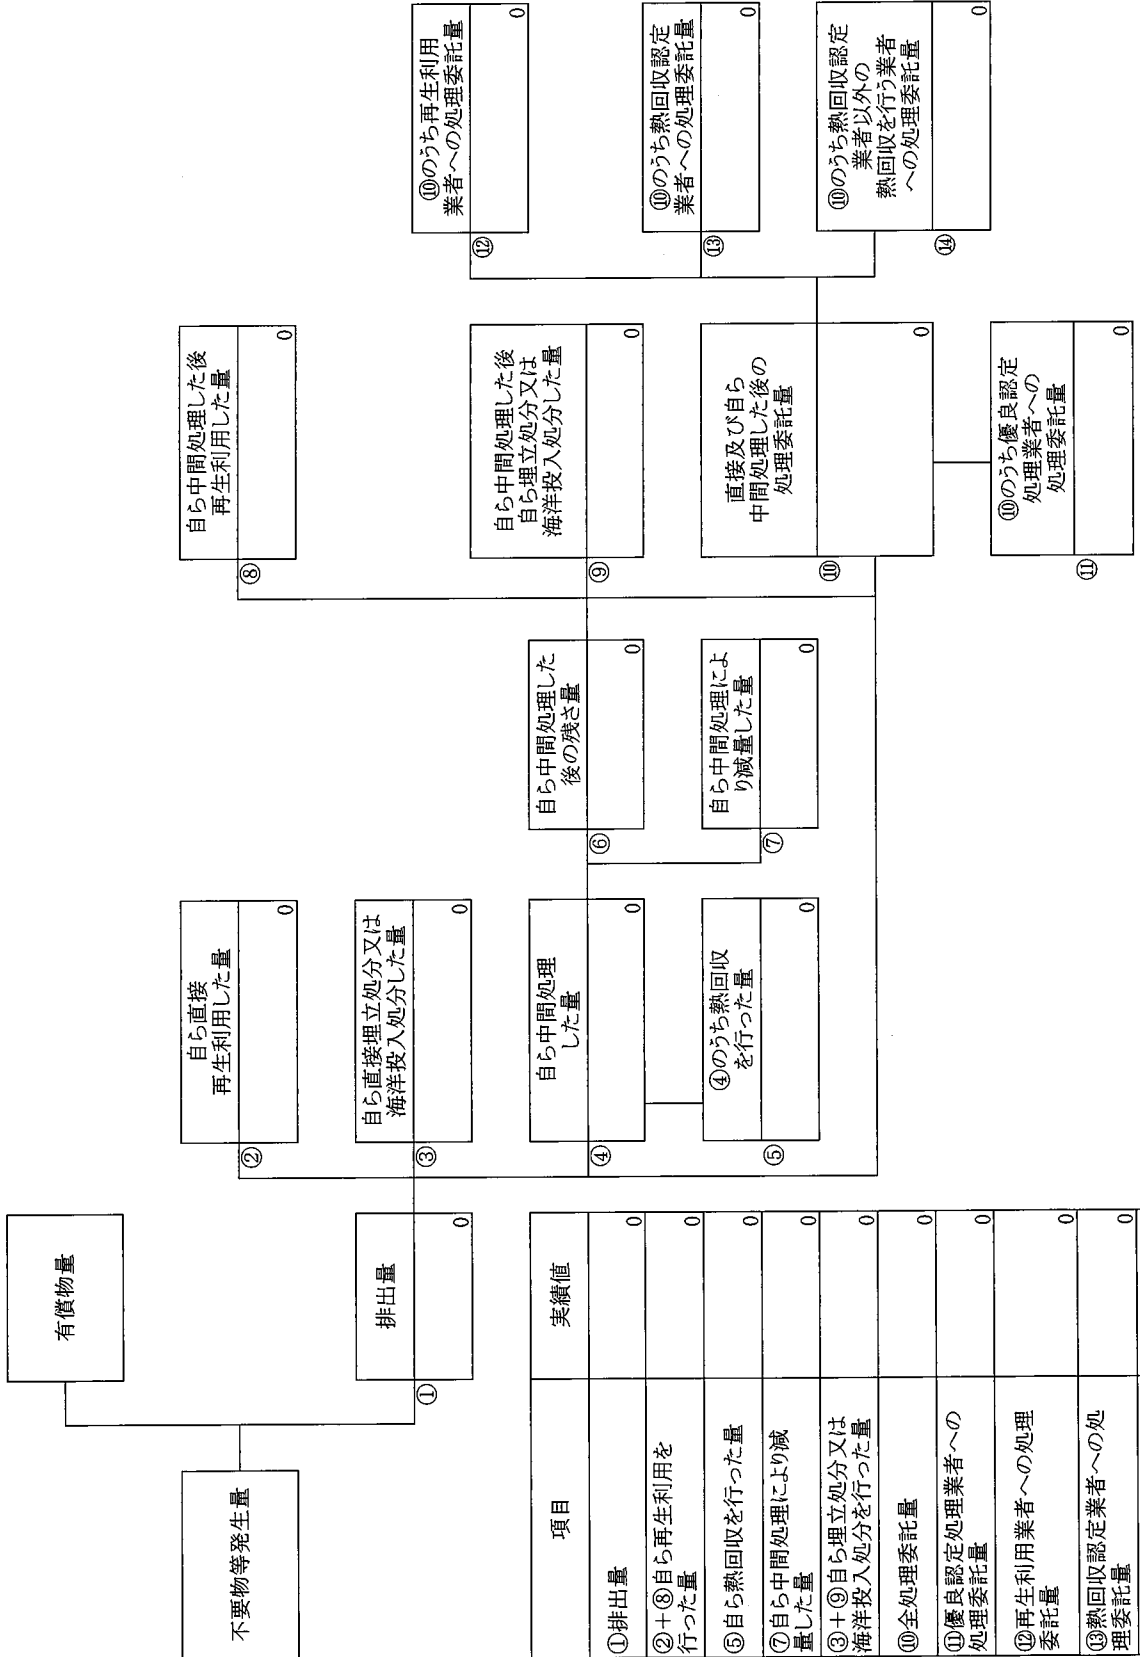 有償物量
不要物等発生量
排出量
①
0
自ら直接
再生利用した量
②
0
自ら直接埋立処分又は
海洋投入処分した量
③
0
自ら中間処理
した量
④
0
④のうち熱回収
を行った量
⑤
0
自ら中間処理した
後の残さ量
⑥
0
自ら中間処理によ
り減量した量
⑦
0
自ら中間処理した後
再生利用した量
⑧
0
自ら中間処理した後
自ら埋立処分又は
海洋投入処分した量
⑨
0
直接及び自ら
中間処理した後の
処理委託量
⑩
0
⑩のうち優良認定
処理業者への
処理委託量
⑪
0
⑩のうち再生利用
業者への処理委託量
⑫
0
⑩のうち熱回収認定
業者への処理委託量
⑬
0
⑩のうち熱回収認定
業者以外の
熱回収を行う業者
への処理委託量
⑭
0
項目 実績値
①排出量 0
②+⑧自ら再生利用を
行った量 0
⑤自ら熱回収を行った量 0
⑦自ら中間処理により減
量した量 0
③+⑨自ら埋立処分又は
海洋投入処分を行った量 0
⑩全処理委託量 0
⑪優良認定処理業者への
処理委託量 0
⑫再生利用業者への処理
委託量 0
⑬熱回収認定業者への処
理委託量 0